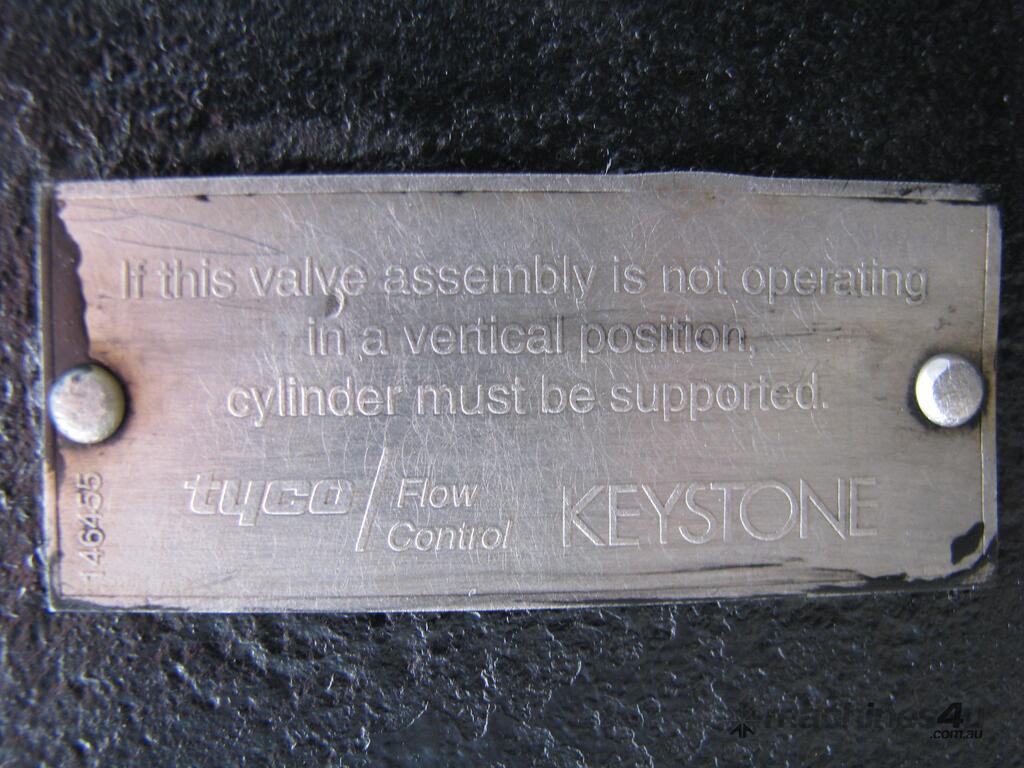 If this valve assembly is not operating
in a vertical position,
cylinder must be supported.
tyco / Flow
Control
KEYSTONE
146455
machines4u
.com.au